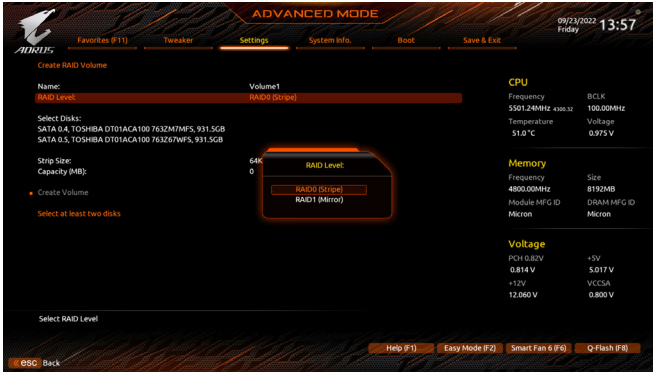 ADVANCED MODE
09/23/2022 Friday 13:57
AORUS
Favorites (F11) Tweaker Settings System Info. Boot Save & Exit
Create RAID Volume
Name: Volume1
RAID Level: RAID0 (Stripe)
Select Disks:
SATA 0.4, TOSHIBA DT01ACA100 763ZM7MFS, 931.5GB
SATA 0.5, TOSHIBA DT01ACA100 763Z67WFS, 931.5GB
Strip Size: 64K
Capacity (MB): 0
Create Volume
Select at least two disks
RAID Level:
RAID0 (Stripe)
RAID1 (Mirror)
CPU
Frequency BCLK
5501.24MHz 4300.32 100.00MHz
Temperature Voltage
51.0 °C 0.975 V
Memory
Frequency Size
4800.00MHz 8192MB
Module MFG ID DRAM MFG ID
Micron Micron
Voltage
PCH 0.82V +5V
0.814 V 5.017 V
+12V VCCSA
12.060 V 0.800 V
Select RAID Level
Help (F1) Easy Mode (F2) Smart Fan 6 (F6) Q-Flash (F8)
esc Back